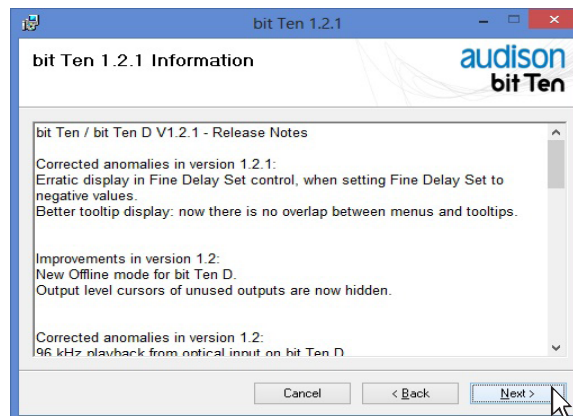 bit Ten 1.2.1
bit Ten 1.2.1 Information
audison
bit Ten
bit Ten / bit Ten D V1.2.1 - Release Notes
Corrected anomalies in version 1.2.1:
Erratic display in Fine Delay Set control, when setting Fine Delay Set to
negative values.
Better tooltip display: now there is no overlap between menus and tooltips.
Improvements in version 1.2:
New Offline mode for bit Ten D.
Output level cursors of unused outputs are now hidden.
Corrected anomalies in version 1.2:
96 kHz playback from optical input on bit Ten D
Cancel
< Back
Next >